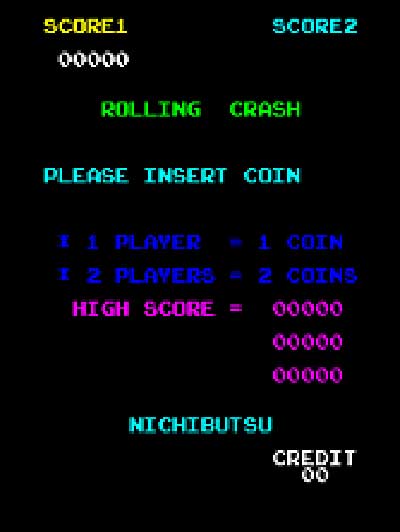 SCORE1 SCORE2
00000
ROLLING CRASH
PLEASE INSERT COIN
* 1 PLAYER = 1 COIN
* 2 PLAYERS = 2 COINS
HIGH SCORE = 00000
00000
00000
NICHIBUTSU
CREDIT
00